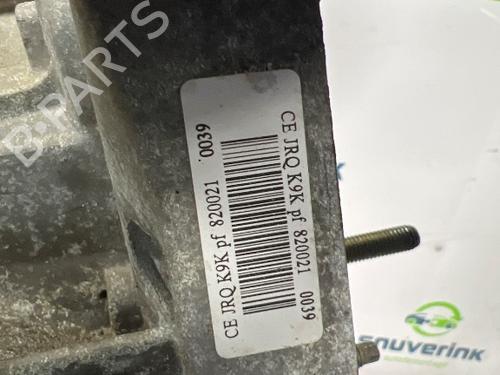 CE JRQ K9K pf 820021 0039
CE JRQ K9K pf 820021 0039
B-PARTS
snuverink